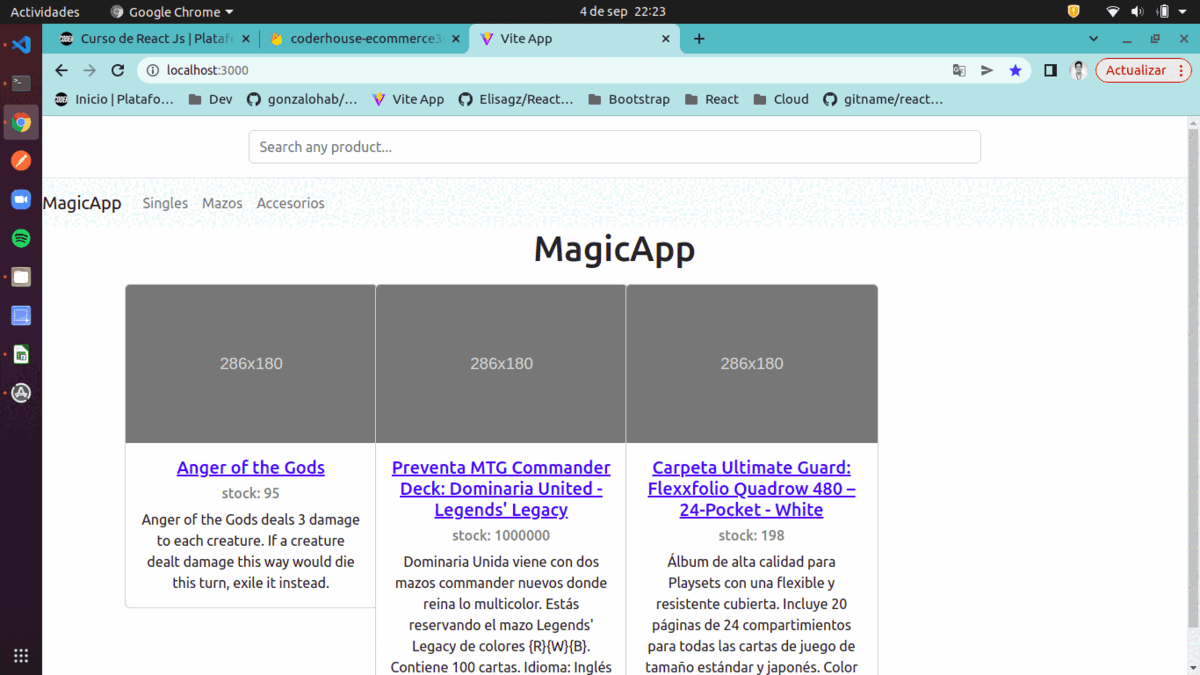 Actividades Google Chrome 4 de sep 22:23
Curso de React Js | Plataf coderhouse-ecommerce3 Vite App
localhost:3000 Actualizar
Inicio | Platafo... Dev gonzalohab/... Vite App Elisagz/React... Bootstrap React Cloud gitname/react...
Search any product...
MagicApp Singles Mazos Accesorios
MagicApp
286x180 286x180 286x180
Anger of the Gods
stock: 95
Anger of the Gods deals 3 damage
to each creature. If a creature
dealt damage this way would die
this turn, exile it instead.
Preventa MTG Commander
Deck: Dominaria United -
Legends' Legacy
stock: 1000000
Dominaria Unida viene con dos
mazos commander nuevos donde
reina lo multicolor. Estás
reservando el mazo Legends'
Legacy de colores {R}{W}{B}.
Contiene 100 cartas. Idioma: Inglés
Carpeta Ultimate Guard:
Flexxfolio Quadrow 480 –
24-Pocket - White
stock: 198
Álbum de alta calidad para
Playsets con una flexible y
resistente cubierta. Incluye 20
páginas de 24 compartimientos
para todas las cartas de juego de
tamaño estándar y japonés. Color